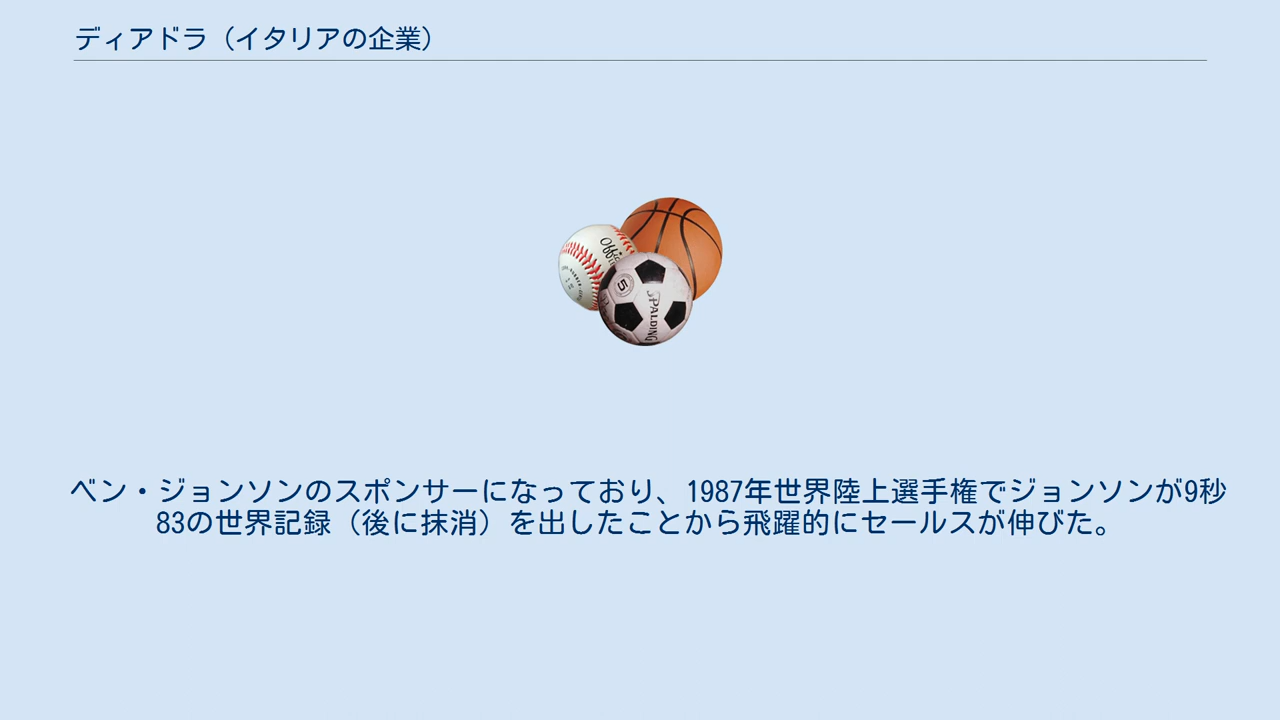 ディアドラ（イタリアの企業）
Offici
5
SPALDING
ベン・ジョンソンのスポンサーになっており、1987年世界陸上選手権でジョンソンが9秒
83の世界記録（後に抹消）を出したことから飛躍的にセールスが伸びた。